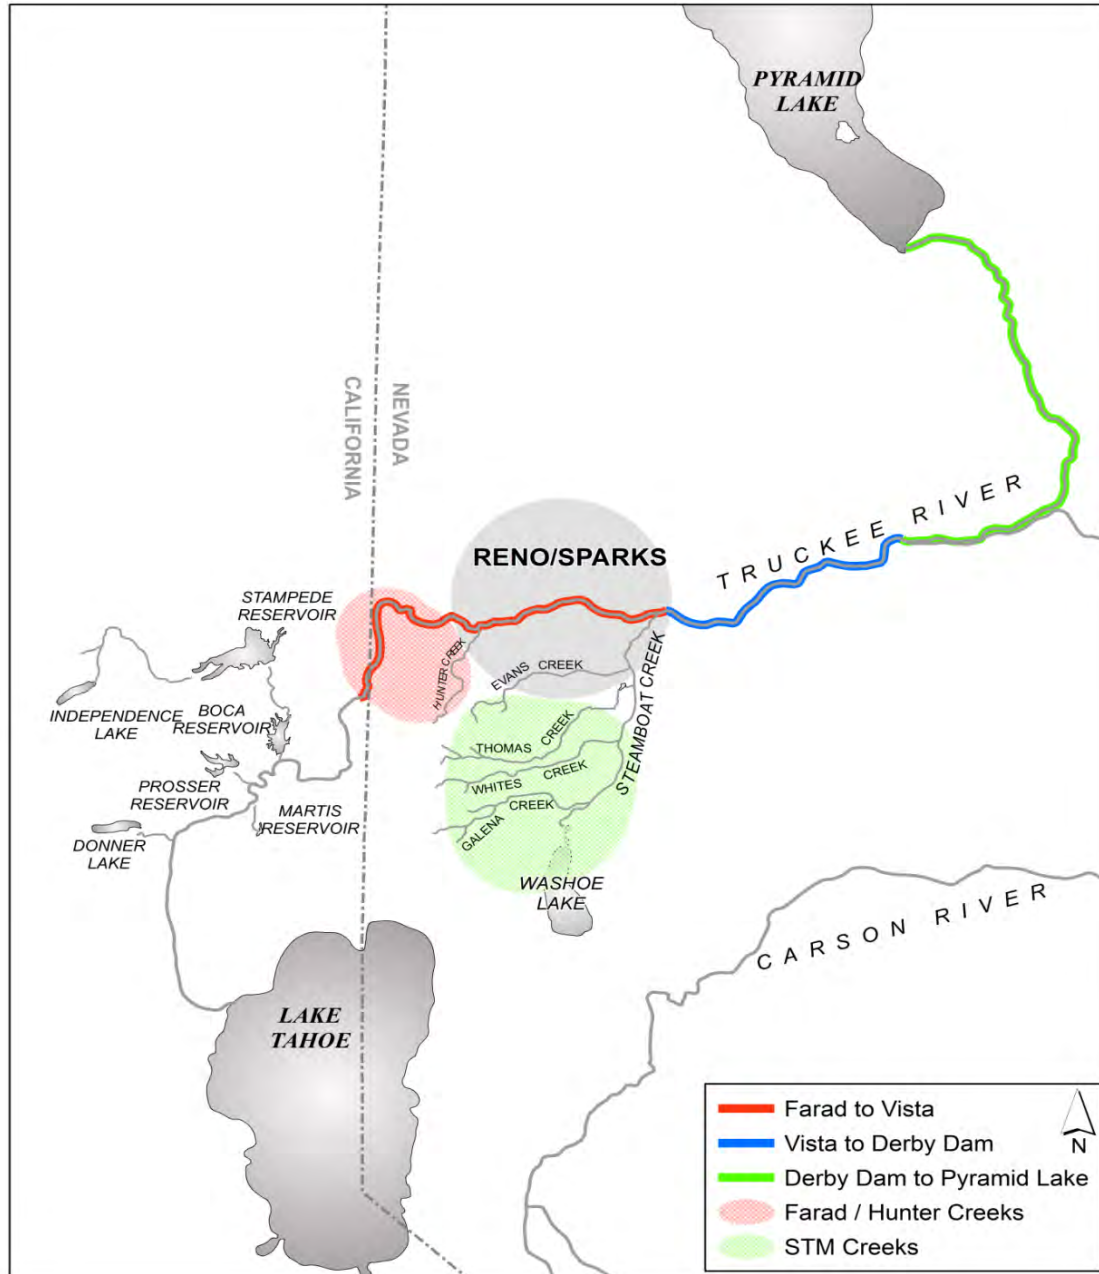 PYRAMID
LAKE
CALIFORNIA
NEVADA
TRUCKEE RIVER
RENO/SPARKS
STAMPEDE
RESERVOIR
HUNTER CREEK
EVANS CREEK
STEAMBOAT CREEK
INDEPENDENCE
LAKE
BOCA
RESERVOIR
THOMAS CREEK
WHITES CREEK
PROSSER
RESERVOIR
MARTIS
RESERVOIR
GALENA CREEK
DONNER
LAKE
WASHOE
LAKE
CARSON RIVER
LAKE
TAHOE
Farad to Vista
Vista to Derby Dam
Derby Dam to Pyramid Lake
Farad / Hunter Creeks
STM Creeks
N